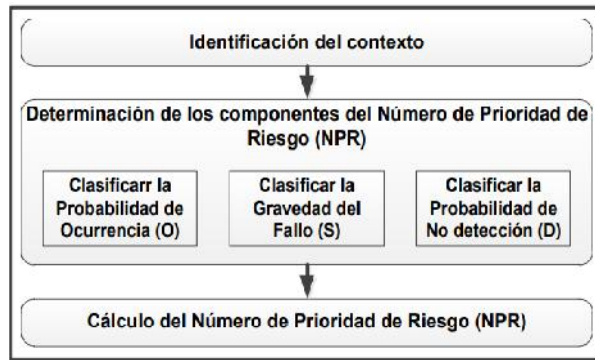 Identificación del contexto
Determinación de los componentes del Número de Prioridad de
Riesgo (NPR)
Clasificarr la
Probabilidad de
Ocurrencia (O)
Clasificar la
Gravedad del
Fallo (S)
Clasificar la
Probabilidad de
No detección (D)
Cálculo del Número de Prioridad de Riesgo (NPR)